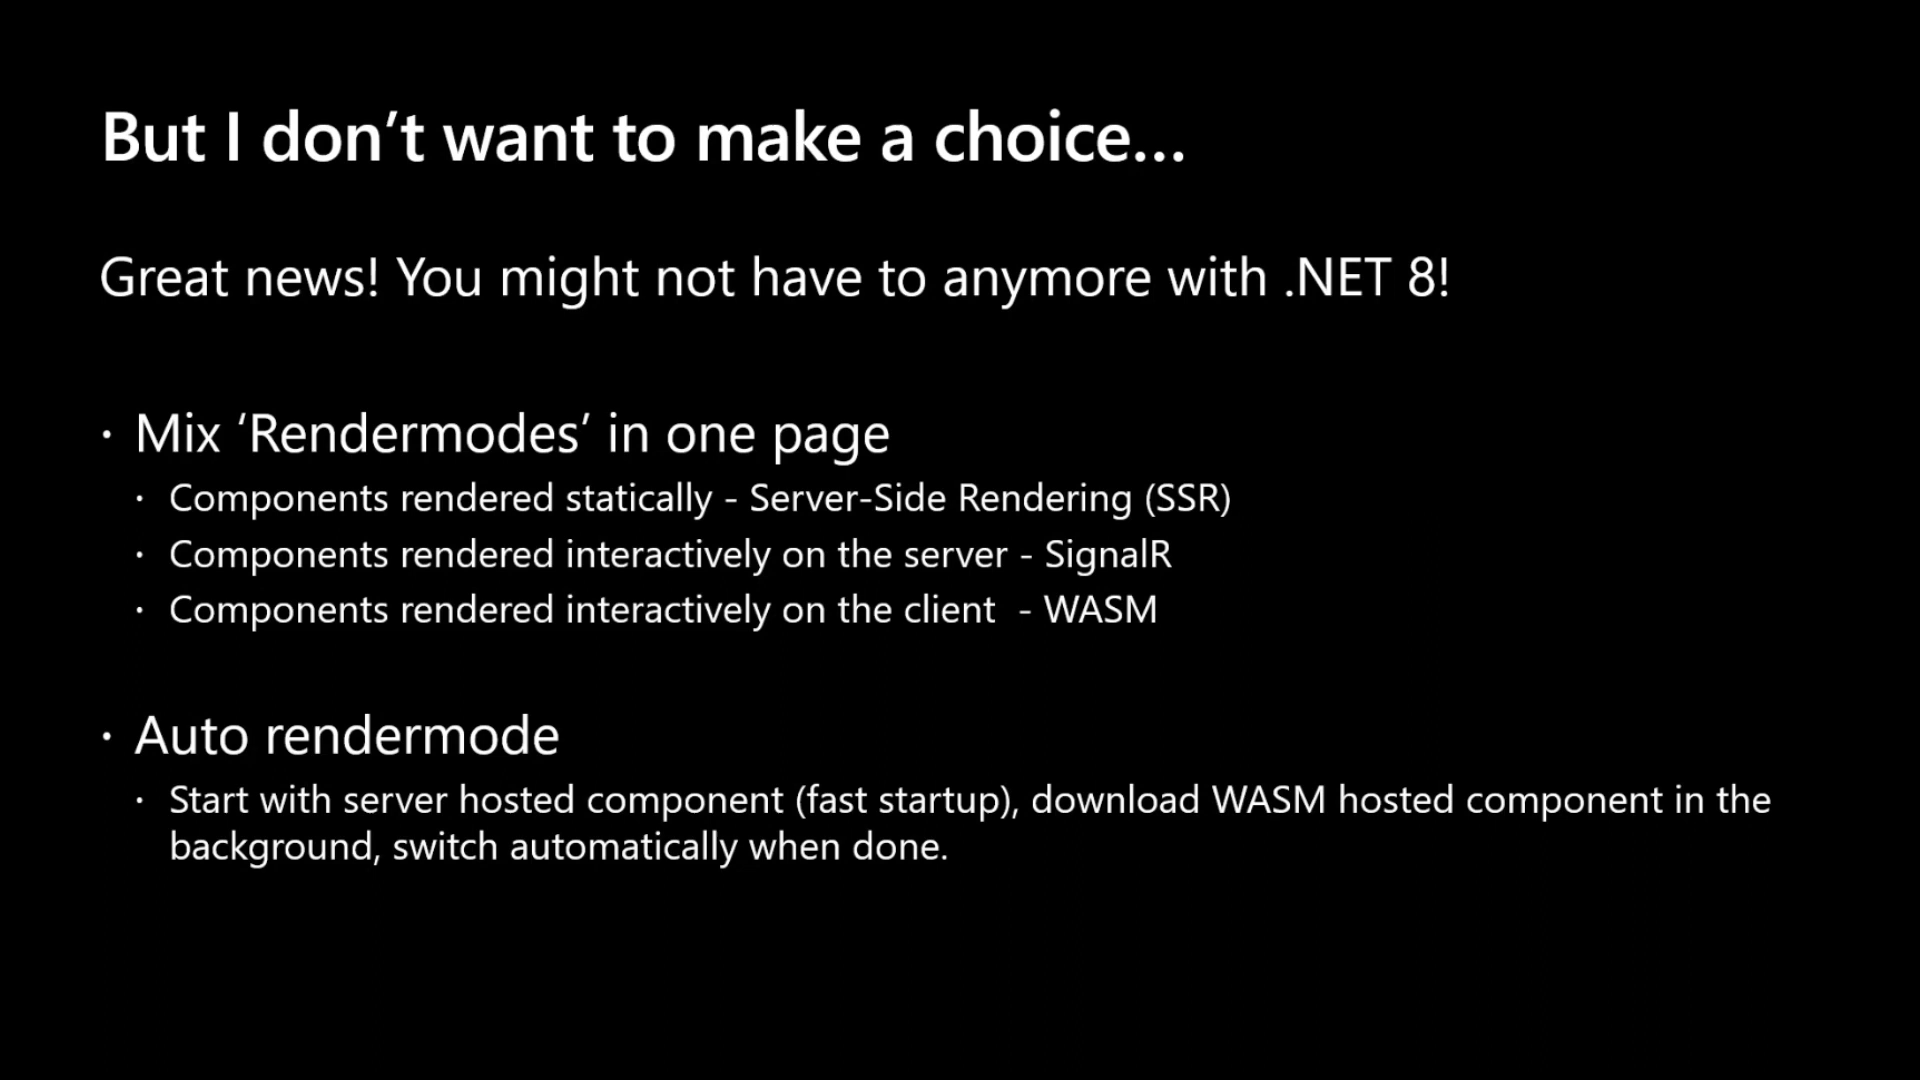 But I don’t want to make a choice…
Great news! You might not have to anymore with .NET 8!
· Mix ‘Rendermodes’ in one page
· Components rendered statically - Server-Side Rendering (SSR)
· Components rendered interactively on the server - SignalR
· Components rendered interactively on the client  - WASM
· Auto rendermode
· Start with server hosted component (fast startup), download WASM hosted component in the
background, switch automatically when done.